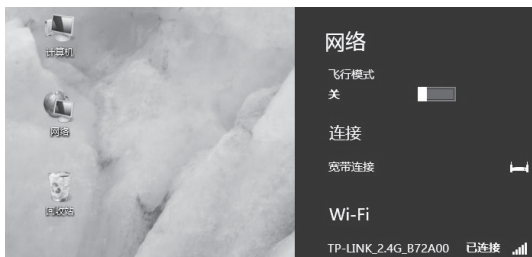 计算机
网络
回收站
网络
飞行模式
关
连接
宽带连接
Wi-Fi
TP-LINK_2.4G_B72A00 已连接